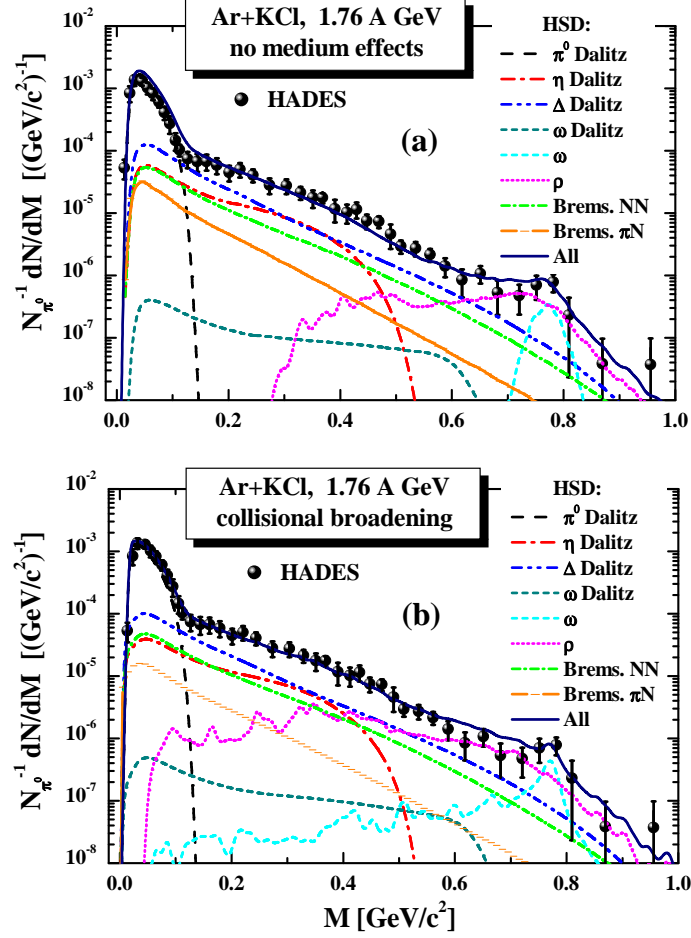 Ar+KCl, 1.76 A GeV
no medium effects
HADES
(a)
HSD:
π⁰ Dalitz
η Dalitz
Δ Dalitz
ω Dalitz
ω
ρ
Brems. NN
Brems. πN
All
10⁻²
10⁻³
10⁻⁴
10⁻⁵
10⁻⁶
10⁻⁷
10⁻⁸
N_π⁰⁻¹ dN/dM [(GeV/c²)⁻¹]
0.0 0.2 0.4 0.6 0.8 1.0
(b)
Ar+KCl, 1.76 A GeV
collisional broadening
HADES
HSD:
π⁰ Dalitz
η Dalitz
Δ Dalitz
ω Dalitz
ω
ρ
Brems. NN
Brems. πN
All
10⁻²
10⁻³
10⁻⁴
10⁻⁵
10⁻⁶
10⁻⁷
10⁻⁸
N_π⁰⁻¹ dN/dM [(GeV/c²)⁻¹]
0.0 0.2 0.4 0.6 0.8 1.0
M [GeV/c²]